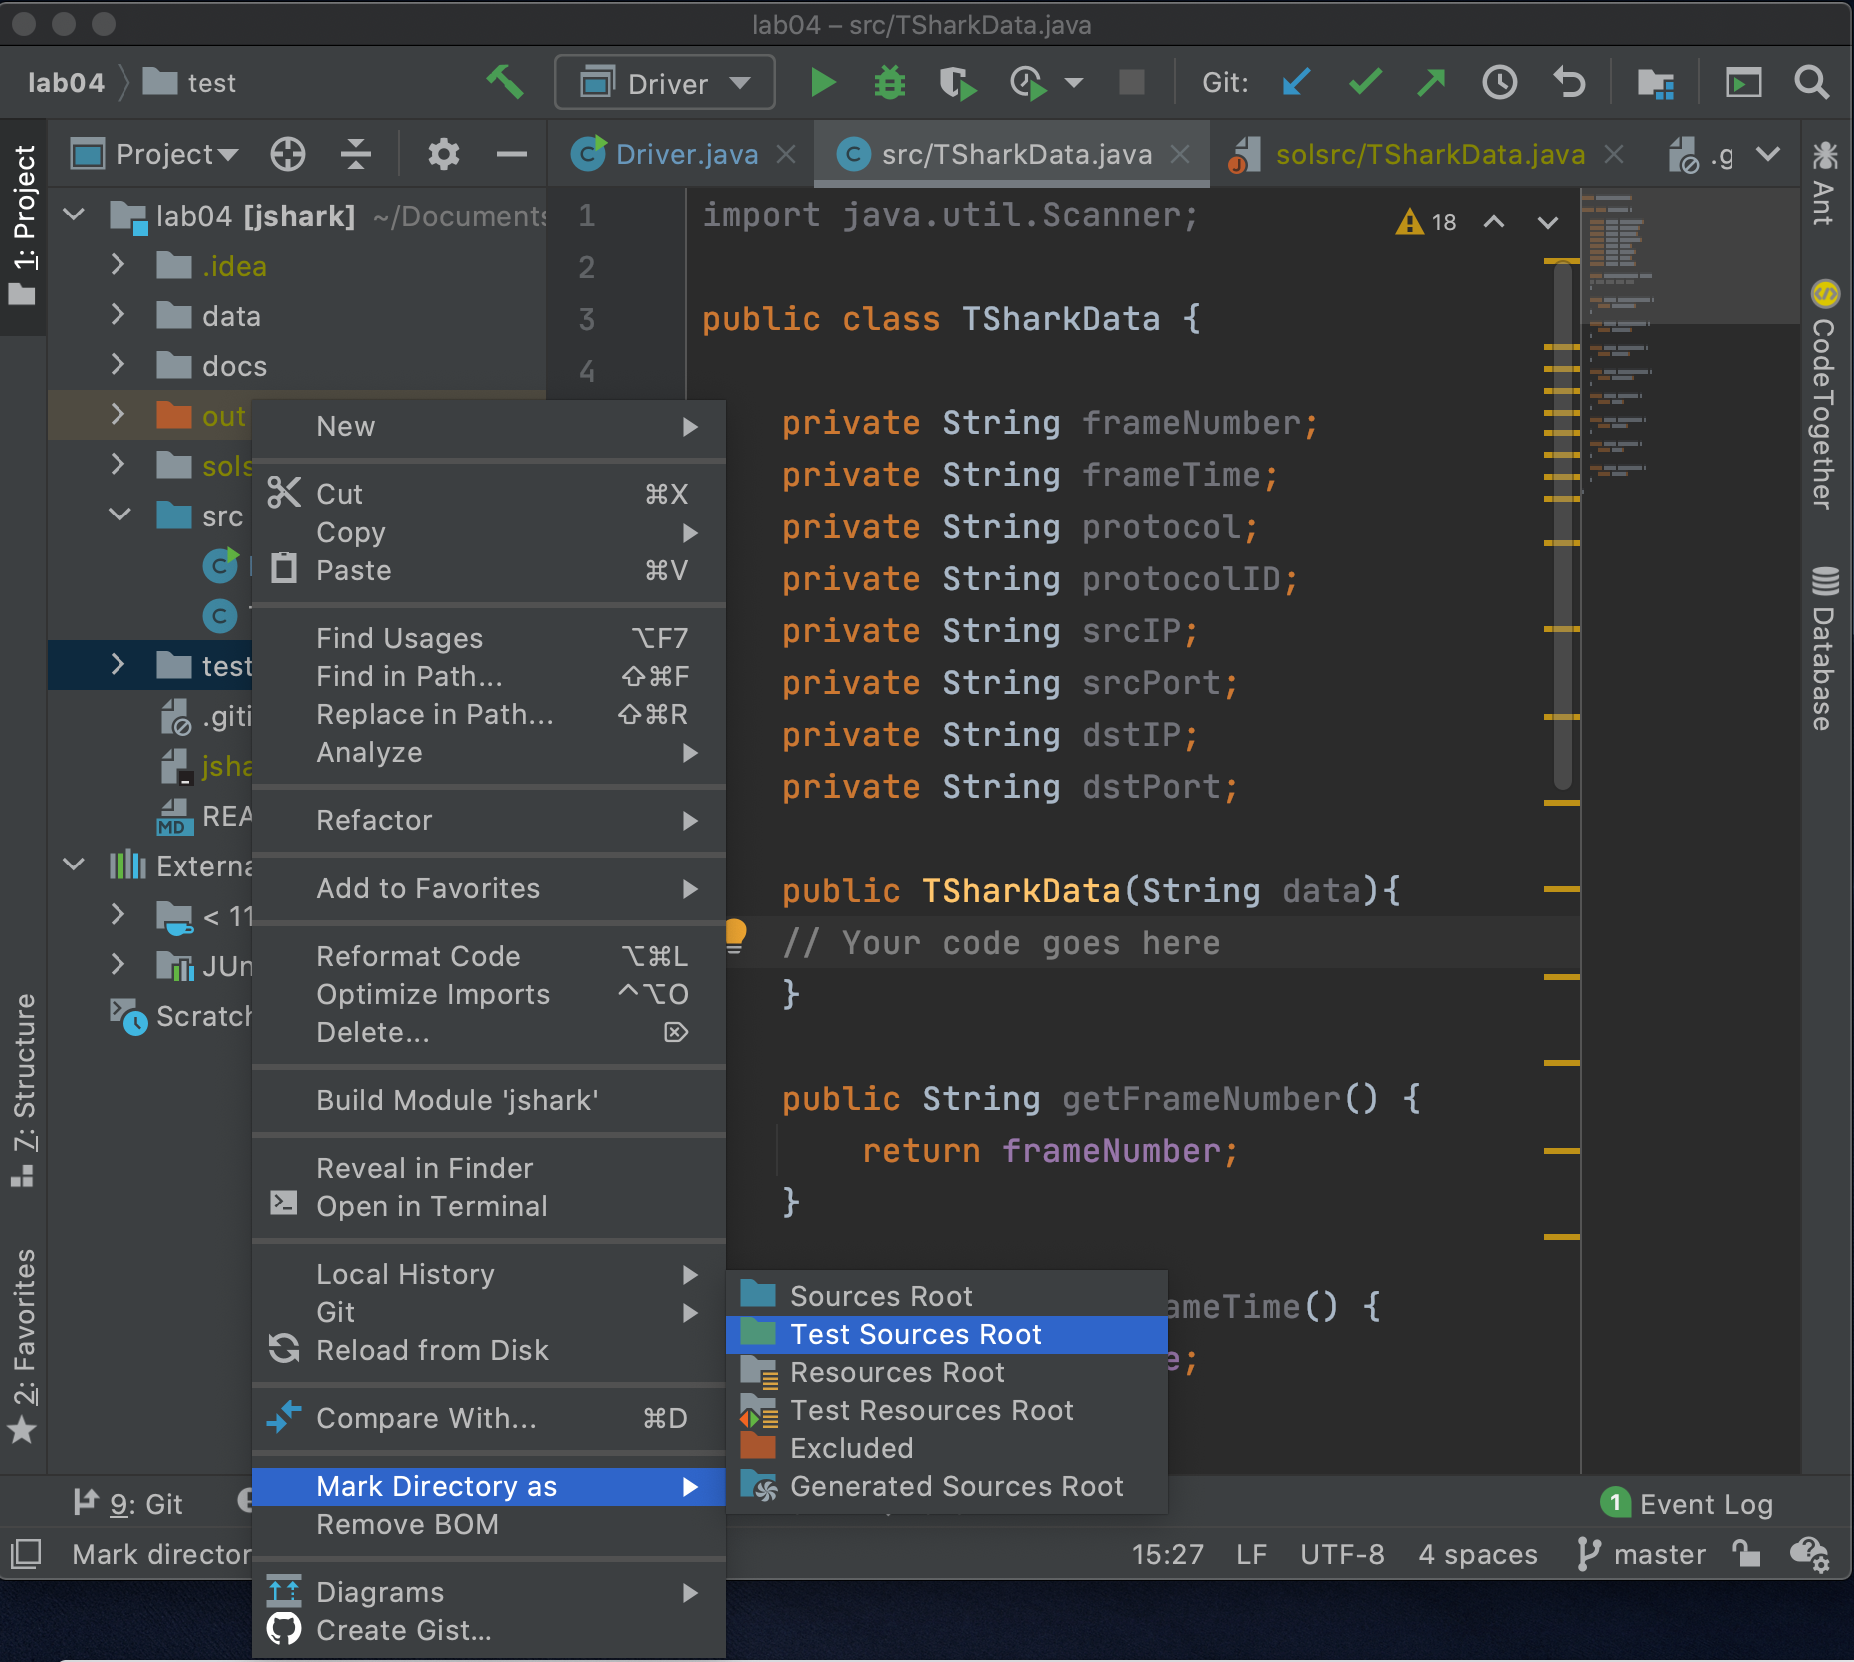 lab04 – src/TSharkData.java
lab04 test Driver Git:
1: Project
Project
Driver.java src/TSharkData.java solsrc/TSharkData.java .g
lab04 [jshark] ~/Documents
.idea
data
docs
out
sols
src
test
.giti
jsha
REA
MD
Externa
< 11
JUn
Scratch
7: Structure
2: Favorites
1 import java.util.Scanner;
18
2
3 public class TSharkData {
4
private String frameNumber;
private String frameTime;
private String protocol;
private String protocolID;
private String srcIP;
private String srcPort;
private String dstIP;
private String dstPort;
public TSharkData(String data){
// Your code goes here
}
public String getFrameNumber() {
return frameNumber;
}
ameTime() {
e;
New
Cut ⌘X
Copy
Paste ⌘V
Find Usages ⌥F7
Find in Path... ⇧⌘F
Replace in Path... ⇧⌘R
Analyze
Refactor
Add to Favorites
Reformat Code ⌥⌘L
Optimize Imports ^⌥O
Delete... ⌦
Build Module 'jshark'
Reveal in Finder
Open in Terminal
Local History
Git
Reload from Disk
Compare With... ⌘D
Mark Directory as
Remove BOM
Diagrams
Create Gist...
Sources Root
Test Sources Root
Resources Root
Test Resources Root
Excluded
Generated Sources Root
Ant
CodeTogether
Database
9: Git
1 Event Log
Mark director
15:27 LF UTF-8 4 spaces master